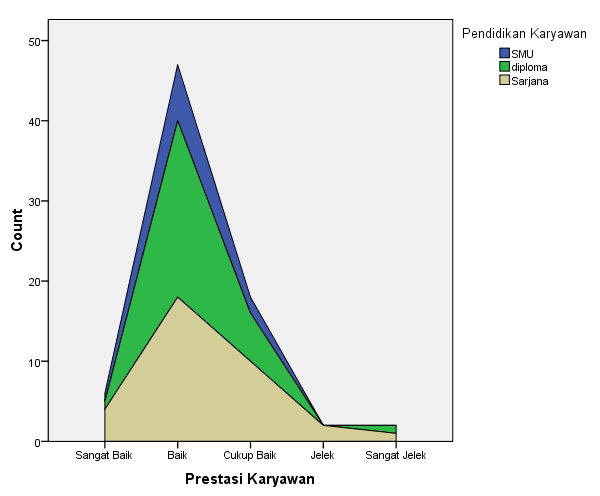 Pendidikan Karyawan
SMU
diploma
Sarjana
Count
50
40
30
20
10
0
Sangat Baik
Baik
Cukup Baik
Jelek
Sangat Jelek
Prestasi Karyawan